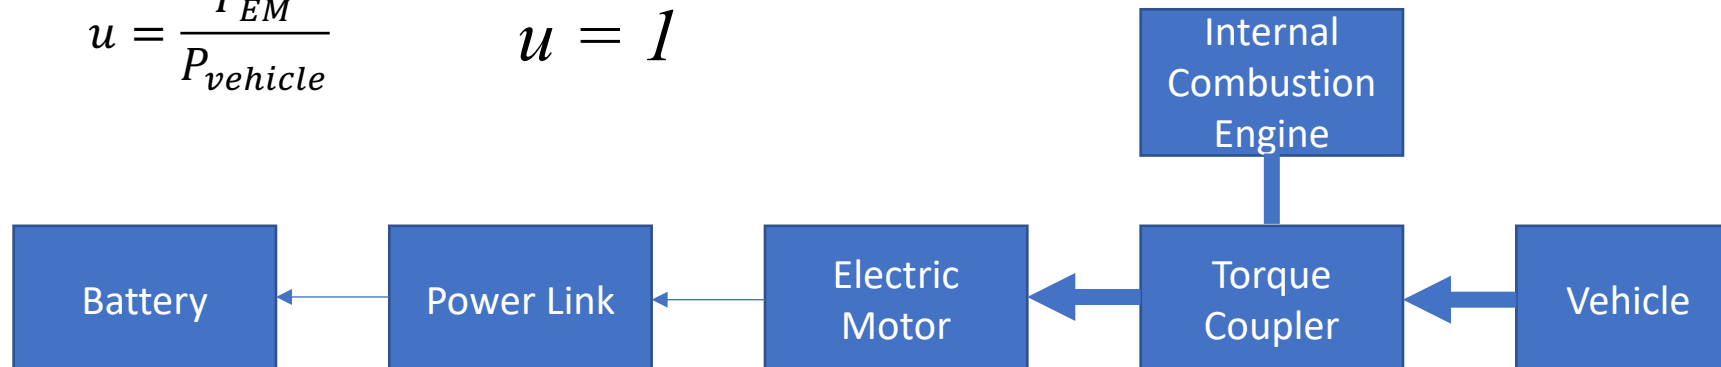 u = P_EM / P_vehicle
u = 1
Internal
Combustion
Engine
Battery
Power Link
Electric
Motor
Torque
Coupler
Vehicle